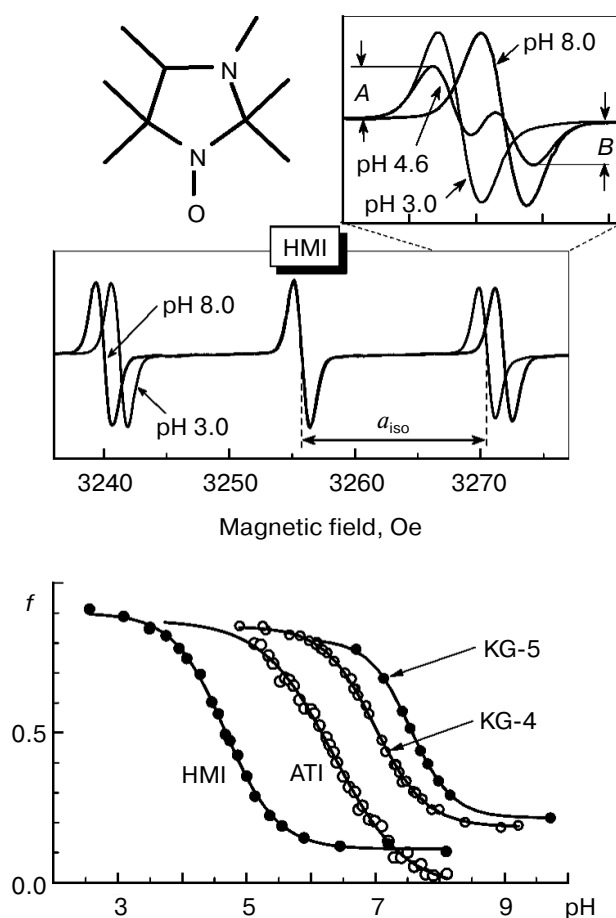 N
N
O
pH 8.0
A
B
pH 4.6
pH 3.0
HMI
pH 8.0
pH 3.0
a iso
3240 3250 3260 3270
Magnetic field, Oe
f
KG-5
KG-4
0.5
HMI
ATI
0.0
3 5 7 9 pH